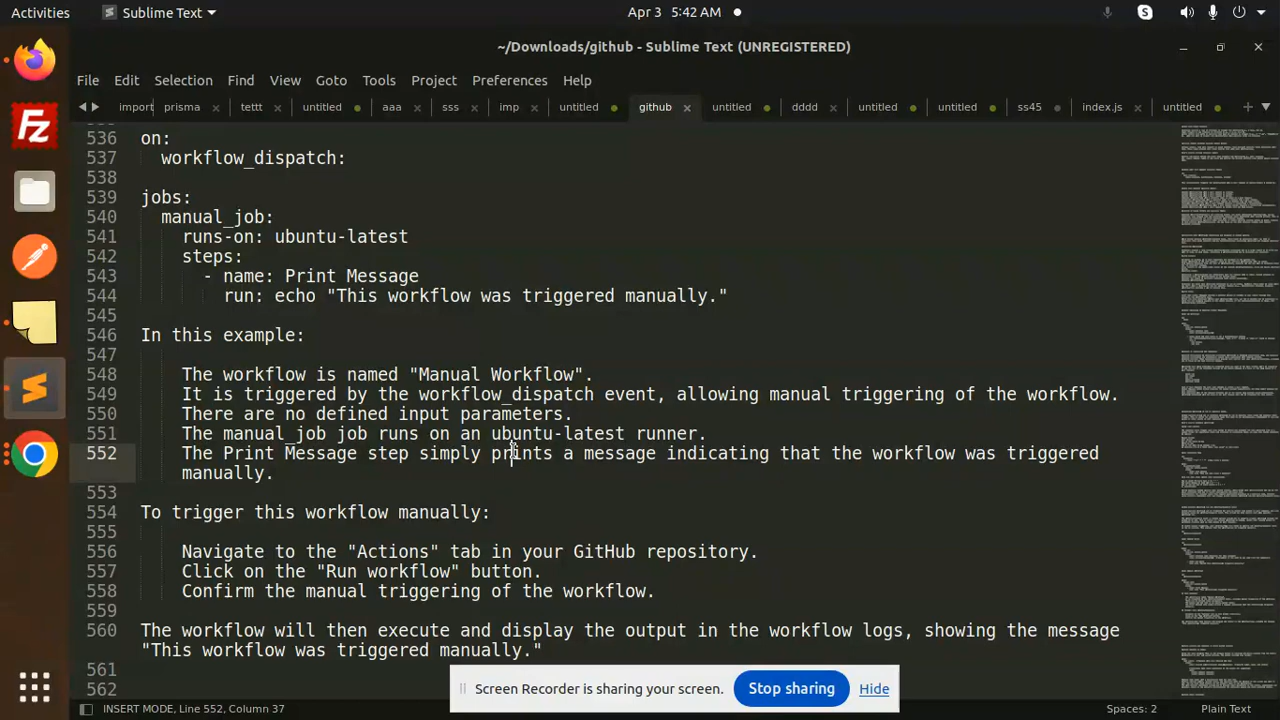 Activities Sublime Text Apr 3 5:42 AM
~/Downloads/github - Sublime Text (UNREGISTERED)
File Edit Selection Find View Goto Tools Project Preferences Help
import prisma tettt untitled aaa sss imp untitled github untitled dddd untitled untitled ss45 index.js untitled
536 on:
537 workflow_dispatch:
538
539 jobs:
540 manual_job:
541 runs-on: ubuntu-latest
542 steps:
543 - name: Print Message
544 run: echo "This workflow was triggered manually."
545
546 In this example:
547
548 The workflow is named "Manual Workflow".
549 It is triggered by the workflow_dispatch event, allowing manual triggering of the workflow.
550 There are no defined input parameters.
551 The manual_job job runs on an ubuntu-latest runner.
552 The Print Message step simply prints a message indicating that the workflow was triggered
manually.
553
554 To trigger this workflow manually:
555
556 Navigate to the "Actions" tab in your GitHub repository.
557 Click on the "Run workflow" button.
558 Confirm the manual triggering of the workflow.
559
560 The workflow will then execute and display the output in the workflow logs, showing the message
"This workflow was triggered manually."
561
562
Screen Recorder is sharing your screen. Stop sharing Hide
INSERT MODE, Line 552, Column 37 Spaces: 2 Plain Text